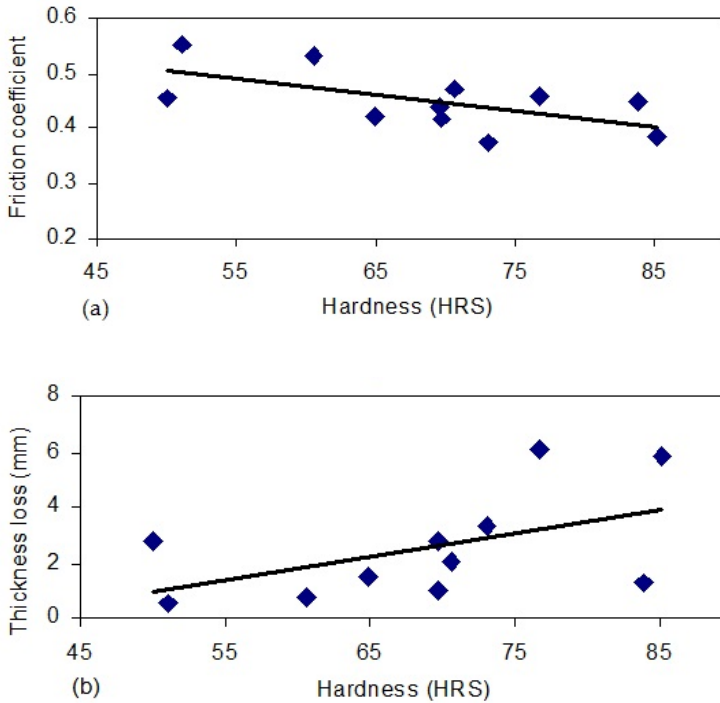 0.6
0.5
0.4
0.3
0.2
Friction coefficient
45 55 65 75 85
(a) Hardness (HRS)
8
6
4
2
0
Thickness loss (mm)
45 55 65 75 85
(b) Hardness (HRS)